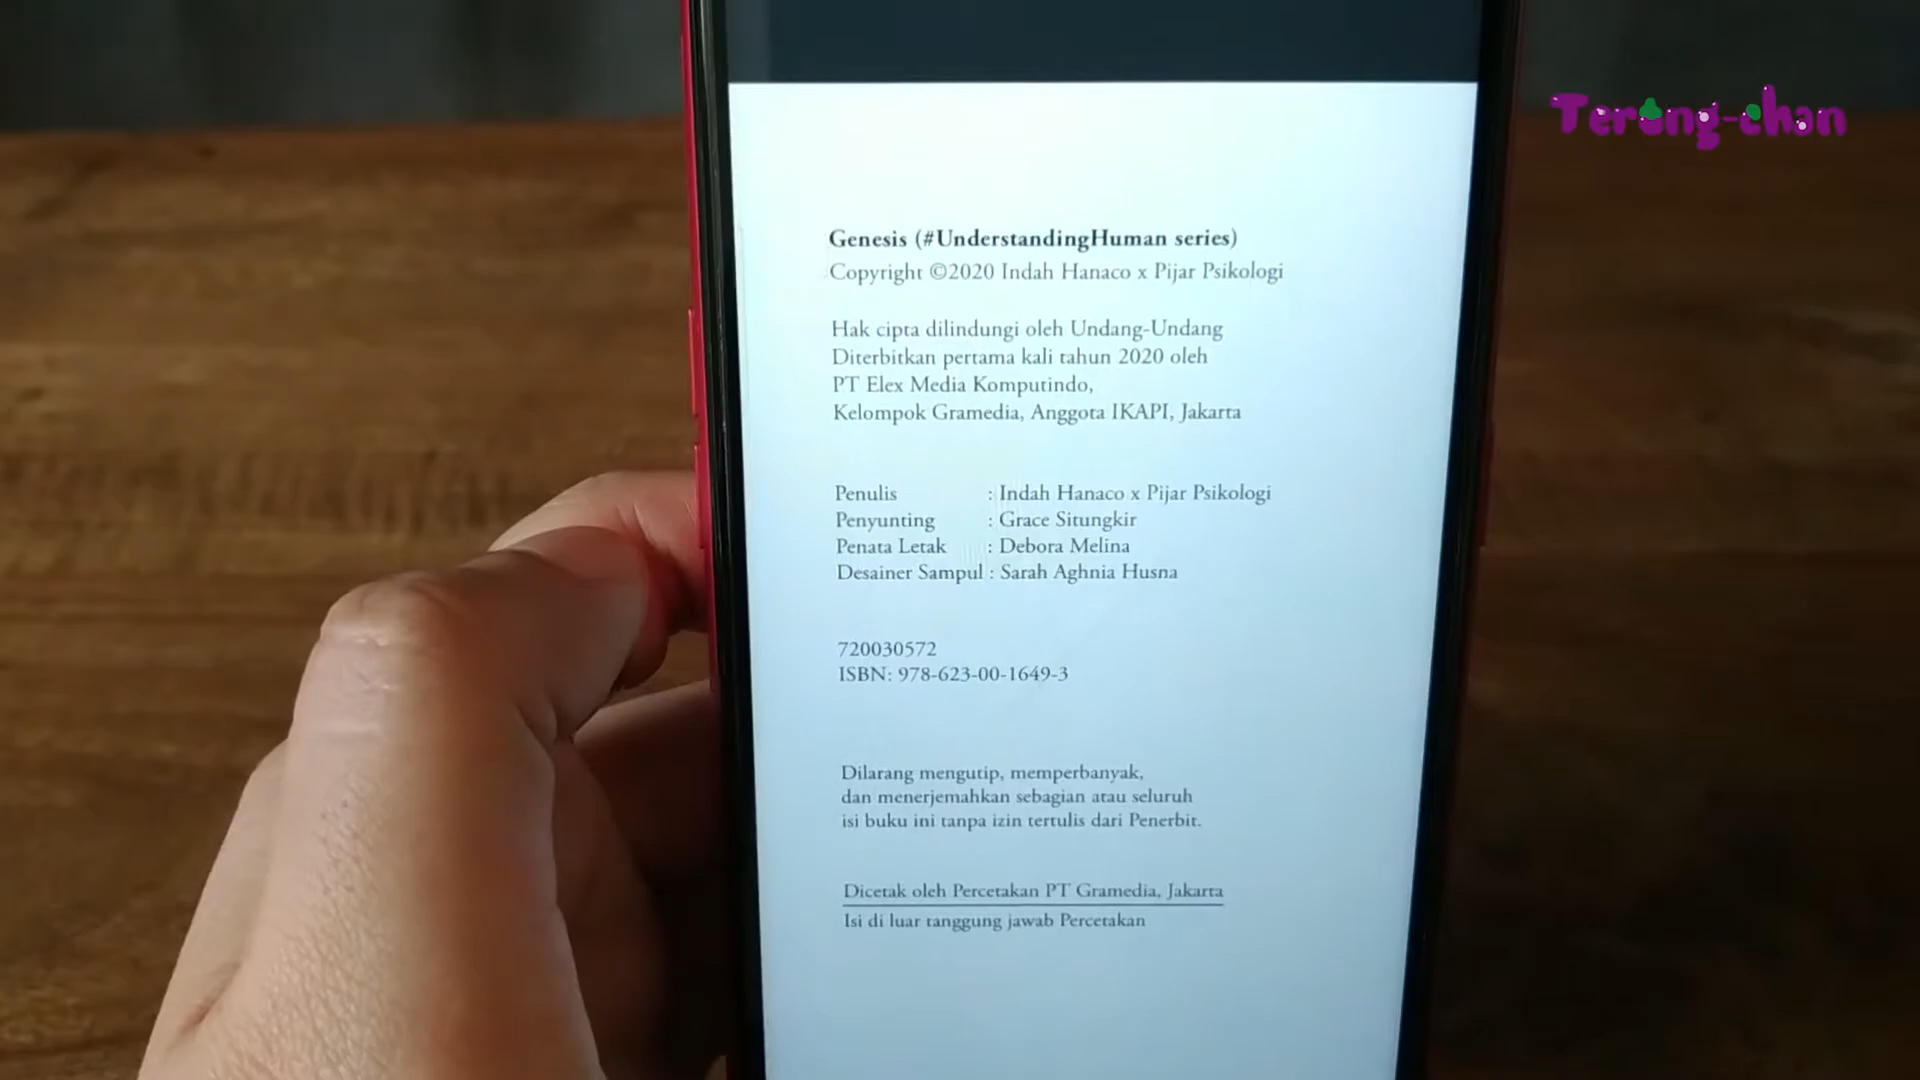 Terong-chan
Genesis (#UnderstandingHuman series)
Copyright ©2020 Indah Hanaco x Pijar Psikologi
Hak cipta dilindungi oleh Undang-Undang
Diterbitkan pertama kali tahun 2020 oleh
PT Elex Media Komputindo,
Kelompok Gramedia, Anggota IKAPI, Jakarta
Penulis : Indah Hanaco x Pijar Psikologi
Penyunting : Grace Situngkir
Penata Letak : Debora Melina
Desainer Sampul : Sarah Aghnia Husna
720030572
ISBN: 978-623-00-1649-3
Dilarang mengutip, memperbanyak,
dan menerjemahkan sebagian atau seluruh
isi buku ini tanpa izin tertulis dari Penerbit.
Dicetak oleh Percetakan PT Gramedia, Jakarta
Isi di luar tanggung jawab Percetakan